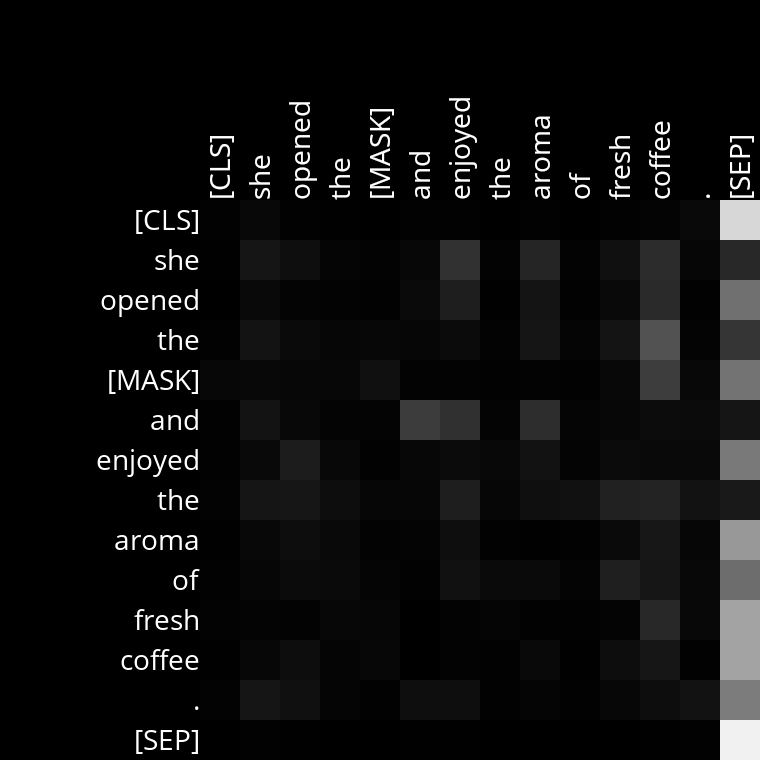 [CLS] she opened the [MASK] and enjoyed the aroma of fresh coffee . [SEP]
[CLS]
she
opened
the
[MASK]
and
enjoyed
the
aroma
of
fresh
coffee
.
[SEP]